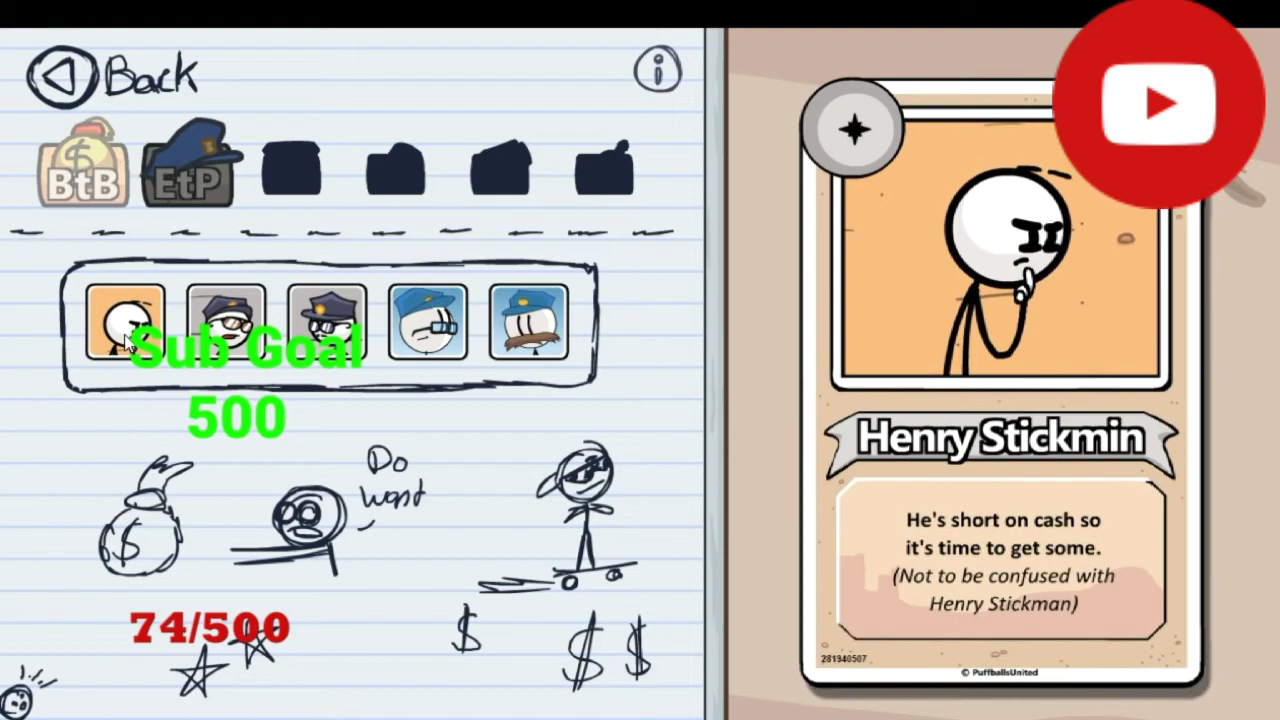 Back
i
$
BtB
EtP
Sub Goal
500
Do
want
$
74/500
$
$ $
Henry Stickmin
He's short on cash so
it's time to get some.
(Not to be confused with
Henry Stickman)
281940507
© PuffballsUnited